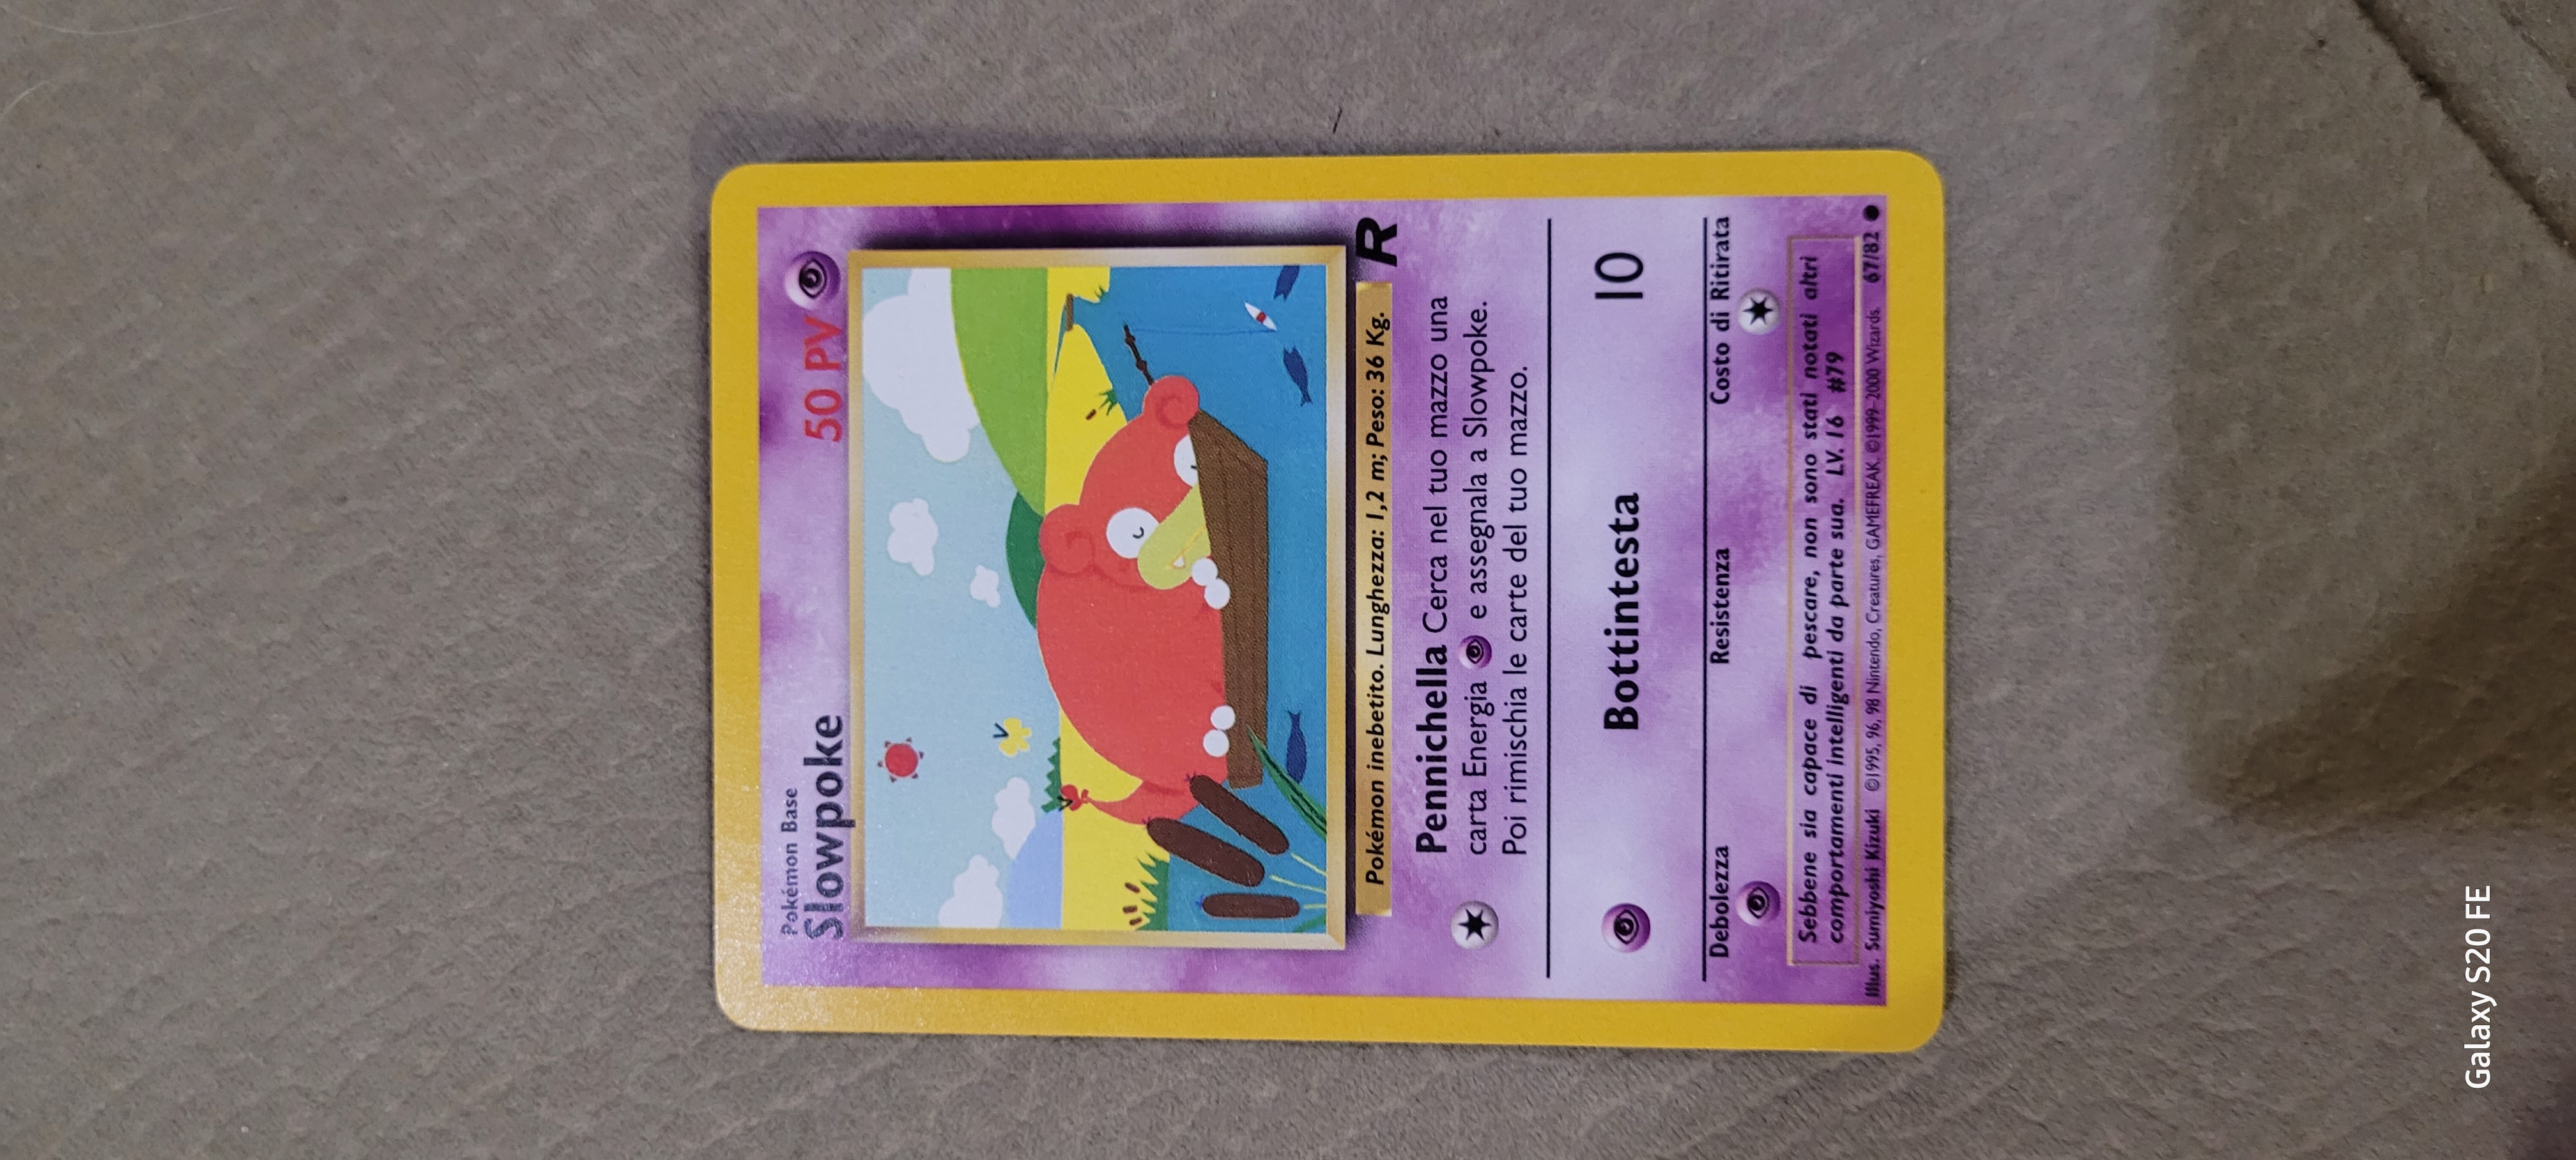 Pokémon Base
Slowpoke 50 PV
R
Pokémon inebetito. Lunghezza: 1,2 m; Peso: 36 Kg.
Pennichella Cerca nel tuo mazzo una
carta Energia e assegnala a Slowpoke.
Poi rimischia le carte del tuo mazzo.
Bottintesta 10
Debolezza Resistenza Costo di Ritirata
Sebbene sia capace di pescare, non sono stati notati altri
comportamenti intelligenti da parte sua. LV. 16 #79
Illus. Sumiyoshi Kizuki ©1995, 96, 98 Nintendo, Creatures, GAMEFREAK. ©1999-2000 Wizards. 67/82
Galaxy S20 FE